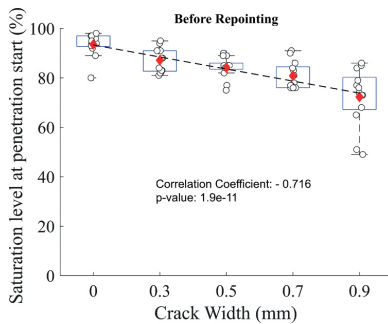 Before Repointing
Saturation level at penetration start (%)
100
80
60
40
20
0
Correlation Coefficient: - 0.716
p-value: 1.9e-11
0 0.3 0.5 0.7 0.9
Crack Width (mm)